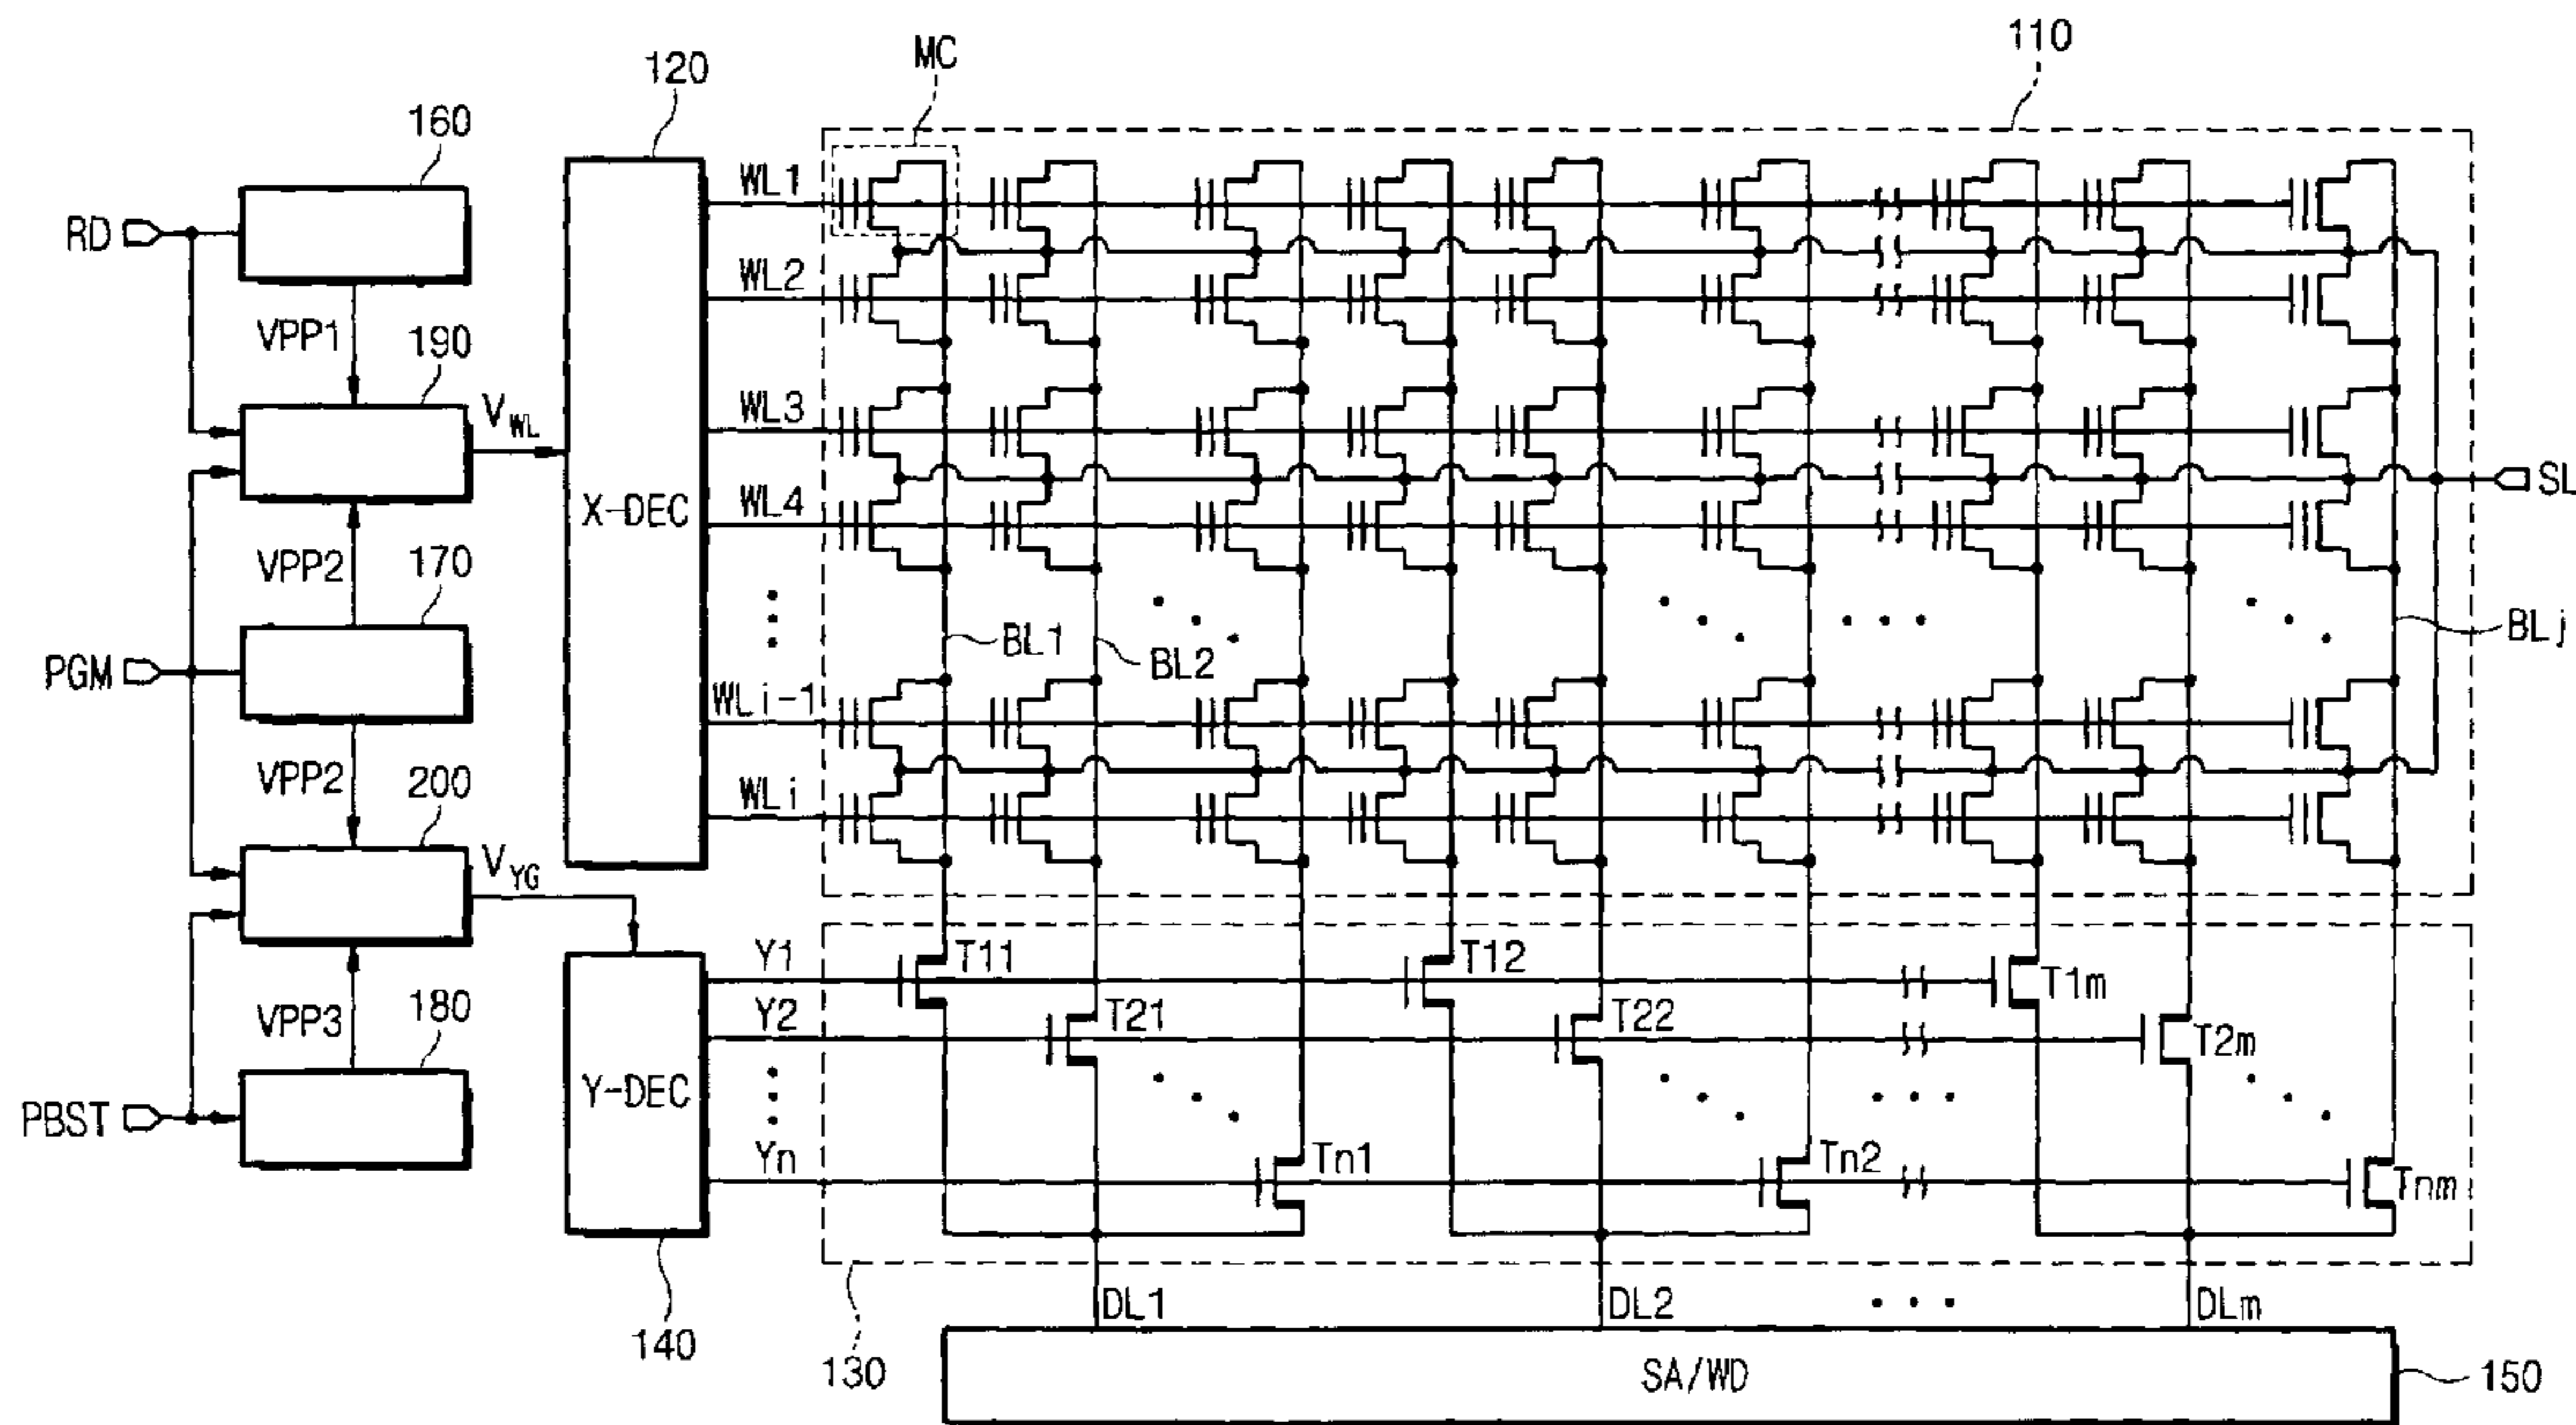 110
MC
120
160
RD
WL1
WL2
VPP1
190
V_WL
WL3
X-DEC
WL4
SL
VPP2
170
PGM
BL1
BL2
BLj
WLi-1
VPP2
200
WLi
V_YG
Y1
T11
T12
T1m
Y2
T21
T22
T2m
VPP3
180
Y-DEC
PBST
Yn
Tn1
Tn2
Tnm
140
130
DL1
DL2
DLm
SA/WD
150